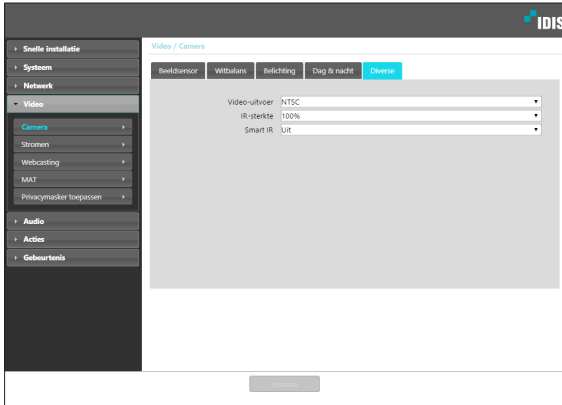 IDIS
Snelle installatie
Systeem
Netwerk
Video
Camera
Stromen
Webcasting
MAT
Privacymasker toepassen
Audio
Acties
Gebeurtenis
Video / Camera
Beeldsensor Witbalans Belichting Dag & nacht Diverse
Video-uitvoer NTSC
IR-sterkte 100%
Smart IR Uit